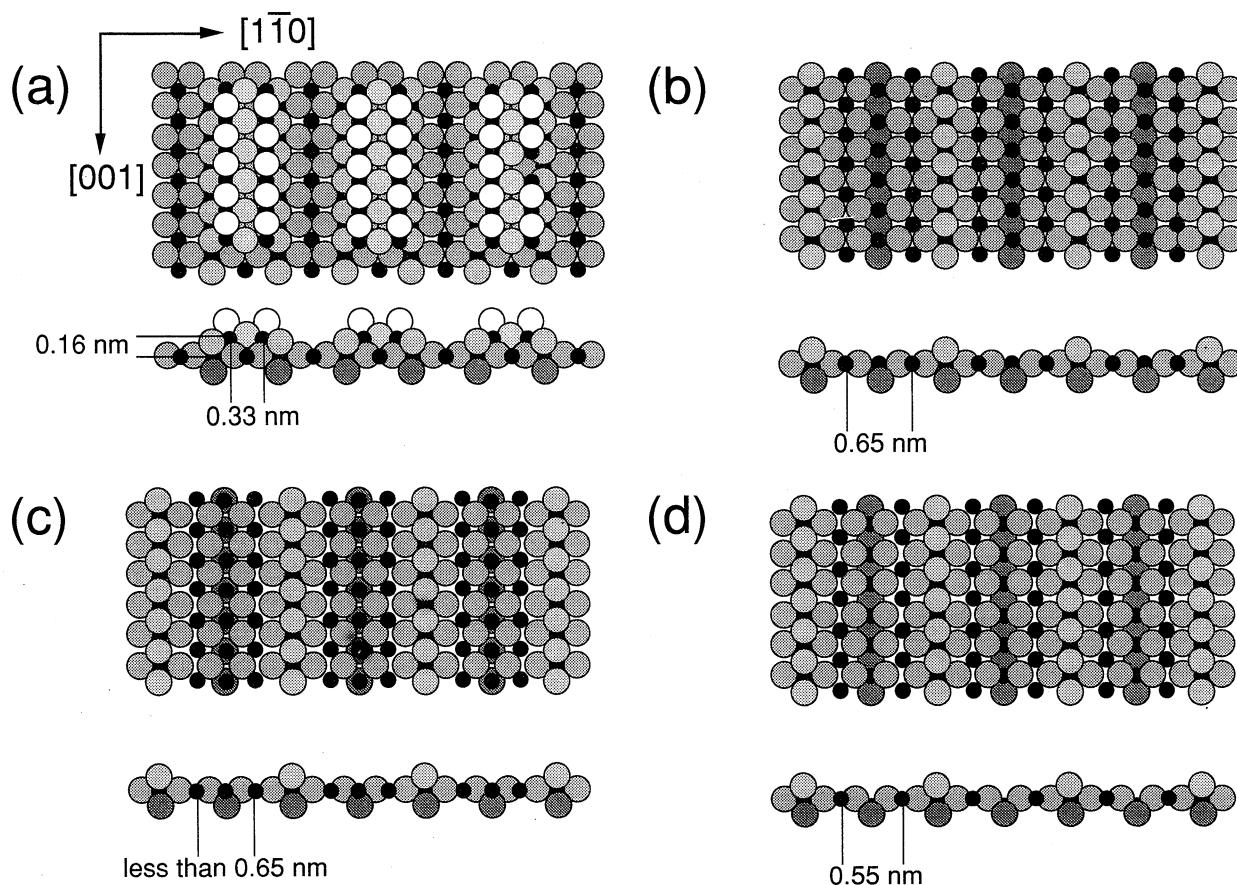 [11̅0]
(a)
[001]
0.16 nm
0.33 nm
(b)
0.65 nm
(c)
less than 0.65 nm
(d)
0.55 nm